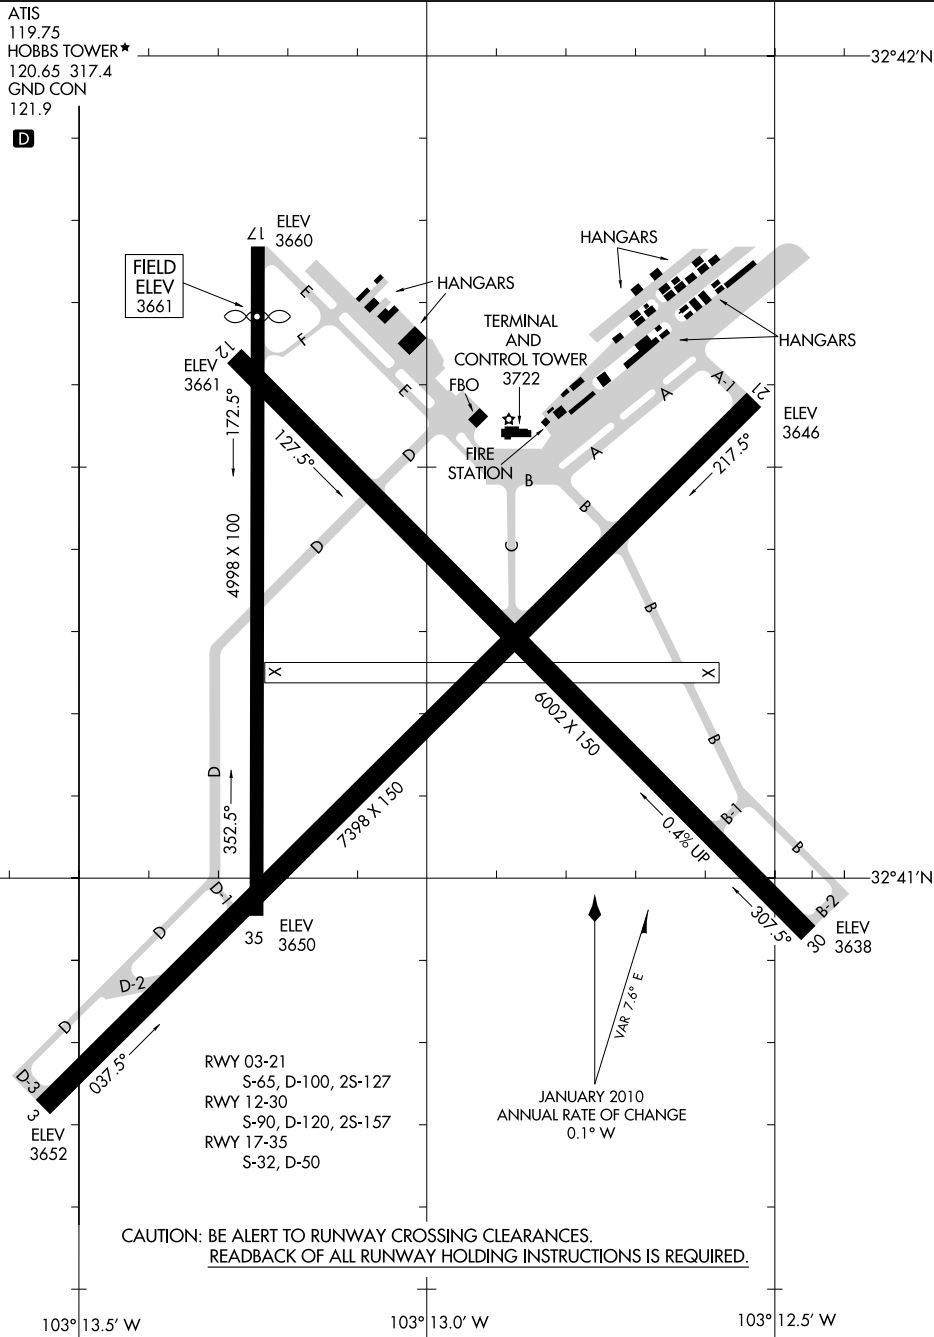 ATIS
119.75
HOBBS TOWER★
120.65 317.4
GND CON
121.9
D
32°42'N
17
ELEV
3660
FIELD
ELEV
3661
HANGARS
HANGARS
E
F
E
TERMINAL
AND
CONTROL TOWER
3722
HANGARS
12
ELEV
3661
FBO
A-1
21
A
ELEV
3646
172.5°
127.5°
D
FIRE
STATION
A
217.5°
B
B
4998 X 100
D
C
B
X
X
6002 X 150
D
B
352.5°
7398 X 150
B-1
0.4% UP
B
32°41'N
D-1
B-2
307.5°
30
ELEV
3638
35
ELEV
3650
D
D-2
D
VAR 7.6° E
D-3
037.5°
3
ELEV
3652
RWY 03-21
S-65, D-100, 2S-127
RWY 12-30
S-90, D-120, 2S-157
RWY 17-35
S-32, D-50
JANUARY 2010
ANNUAL RATE OF CHANGE
0.1° W
CAUTION: BE ALERT TO RUNWAY CROSSING CLEARANCES.
READBACK OF ALL RUNWAY HOLDING INSTRUCTIONS IS REQUIRED.
103°13.5' W
103°13.0' W
103°12.5' W